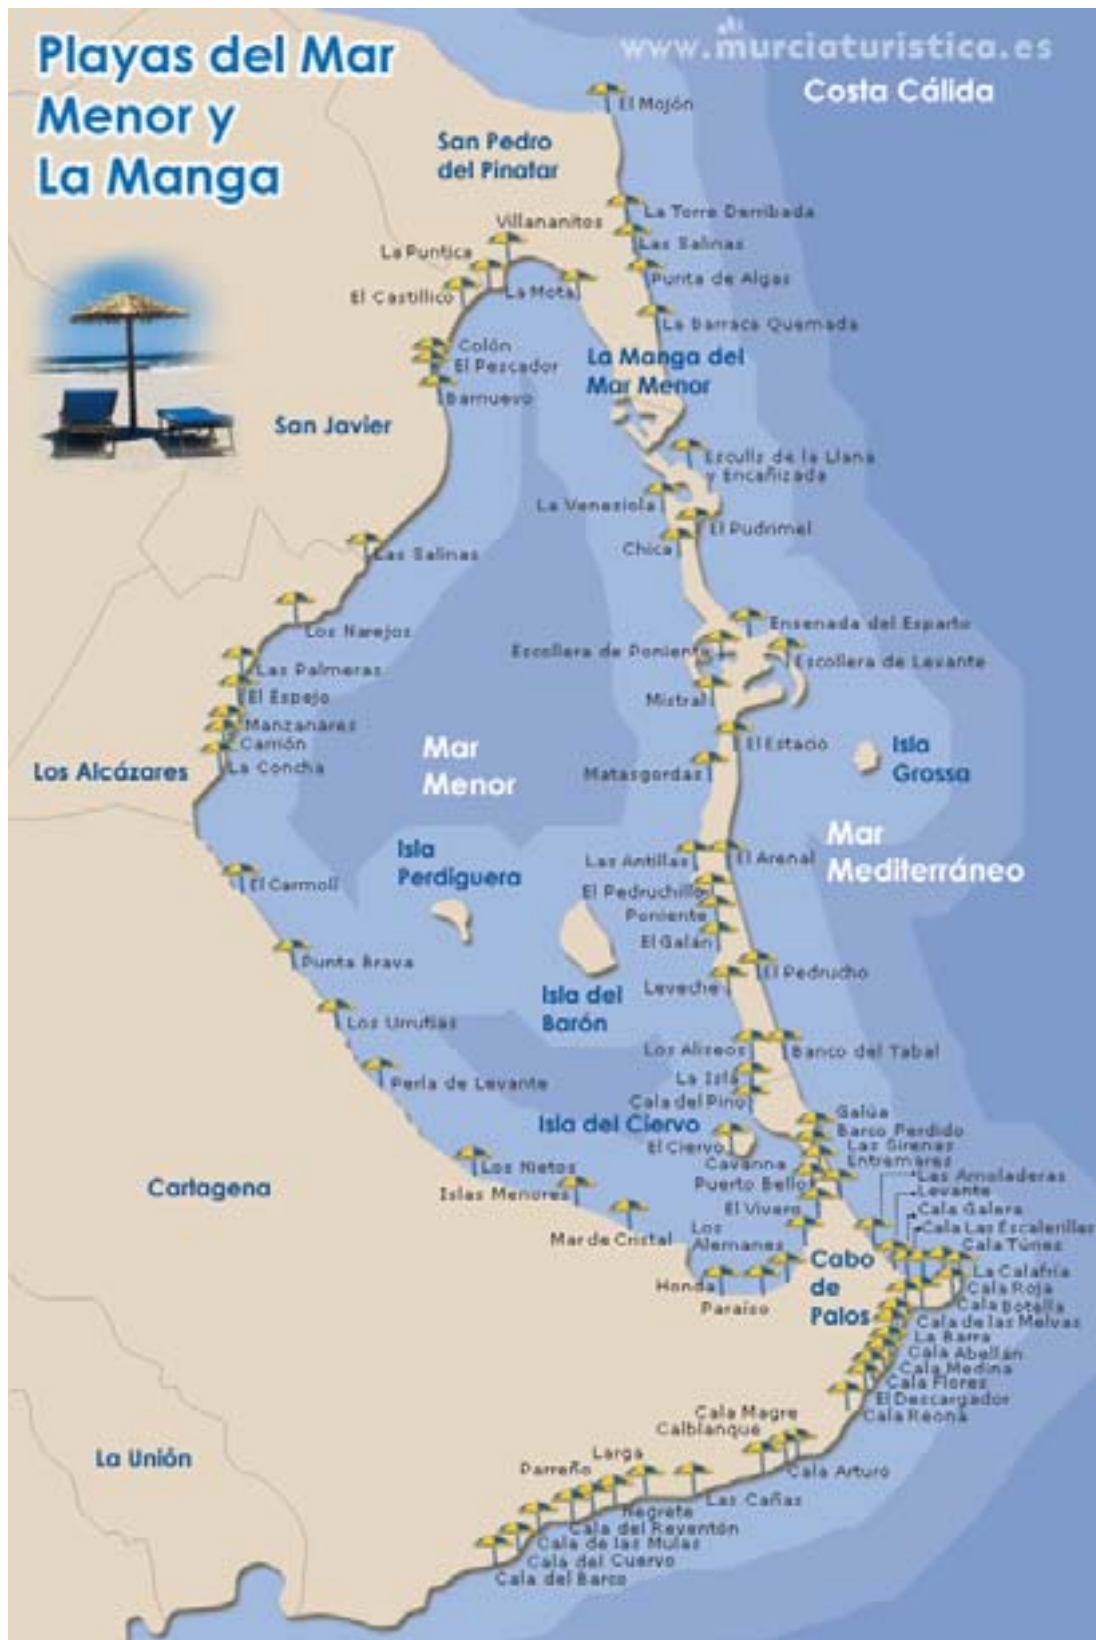 Playas del Mar
Menor y
La Manga
www.murciaturistica.es
Costa Cálida
El Mojón
San Pedro
del Pinatar
La Torre Derribada
Villananitos
Las Salinas
La Puntica
Punta de Algas
El Castillico
La Mota
La Barraca Quemada
Colón
El Pescador
La Manga del
Mar Menor
Barnuevo
San Javier
Esculls de la Llana
y Encañizada
La Veneziola
El Pudrimel
Chica
Las Salinas
Los Narejos
Ensenada del Esparto
Escollera de Poniente
Escollera de Levante
Las Palmeras
El Espejo
Mistral
Manzanares
Carrión
La Concha
Los Alcázares
Mar
Menor
El Estacio
Matasgordas
Isla
Grossa
Mar
Mediterráneo
Isla
Perdiguera
Las Antillas
El Arenal
El Carmolí
El Pedruchillo
Poniente
El Galán
Punta Brava
El Pedrucho
Leveche
Isla del
Barón
Los Urrutias
Los Aliseos
Banco del Tabal
Perla de Levante
La Isla
Cala del Pino
Isla del Ciervo
Galúa
Barco Perdido
El Ciervo
Las Sirenas
Entremares
Cavanna
Los Nietos
Puerto Bello
Las Amoladeras
Levante
Cartagena
Islas Menores
El Vivero
Cala Galera
Cala Las Escalerillas
Mar de Cristal
Los
Alemanes
Cala Túnez
Cabo
de
Palos
La Calafría
Honda
Cala Roja
Paraíso
Cala Botella
Cala de las Melvas
La Barra
Cala Abellán
Cala Medina
Cala Flores
El Descargador
Cala Reona
Cala Magre
Calblanque
La Unión
Larga
Parreño
Cala Arturo
Las Cañas
Negrete
Cala del Reventón
Cala de las Mulas
Cala del Cuervo
Cala del Barco